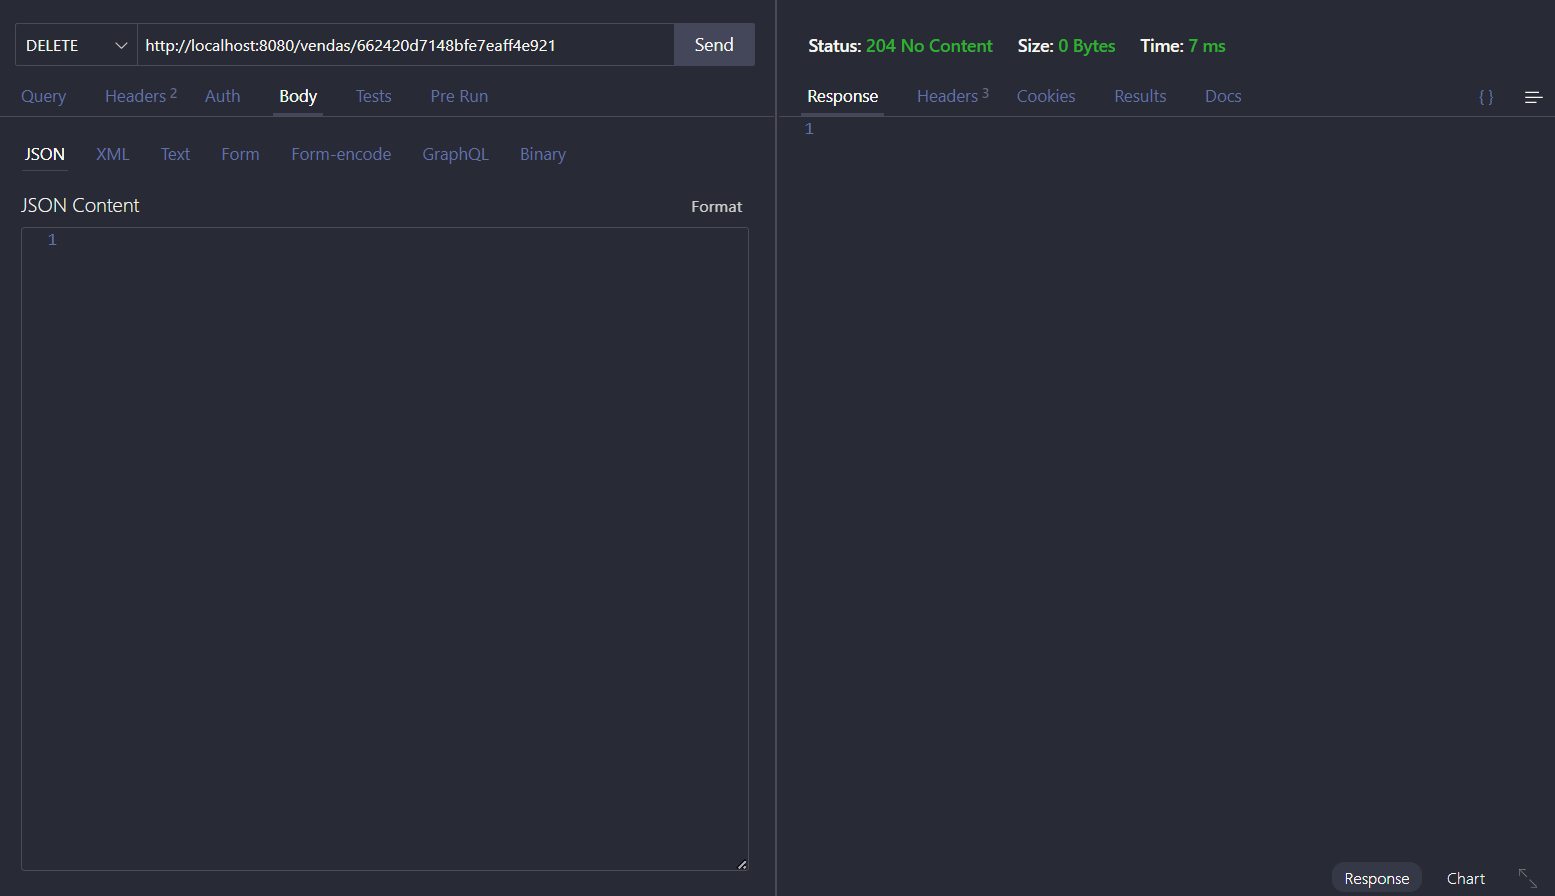 DELETE http://localhost:8080/vendas/662420d7148bfe7eaff4e921 Send
Query Headers 2 Auth Body Tests Pre Run
JSON XML Text Form Form-encode GraphQL Binary
JSON Content Format
1
Status: 204 No Content Size: 0 Bytes Time: 7 ms
Response Headers 3 Cookies Results Docs { }
1
Response Chart